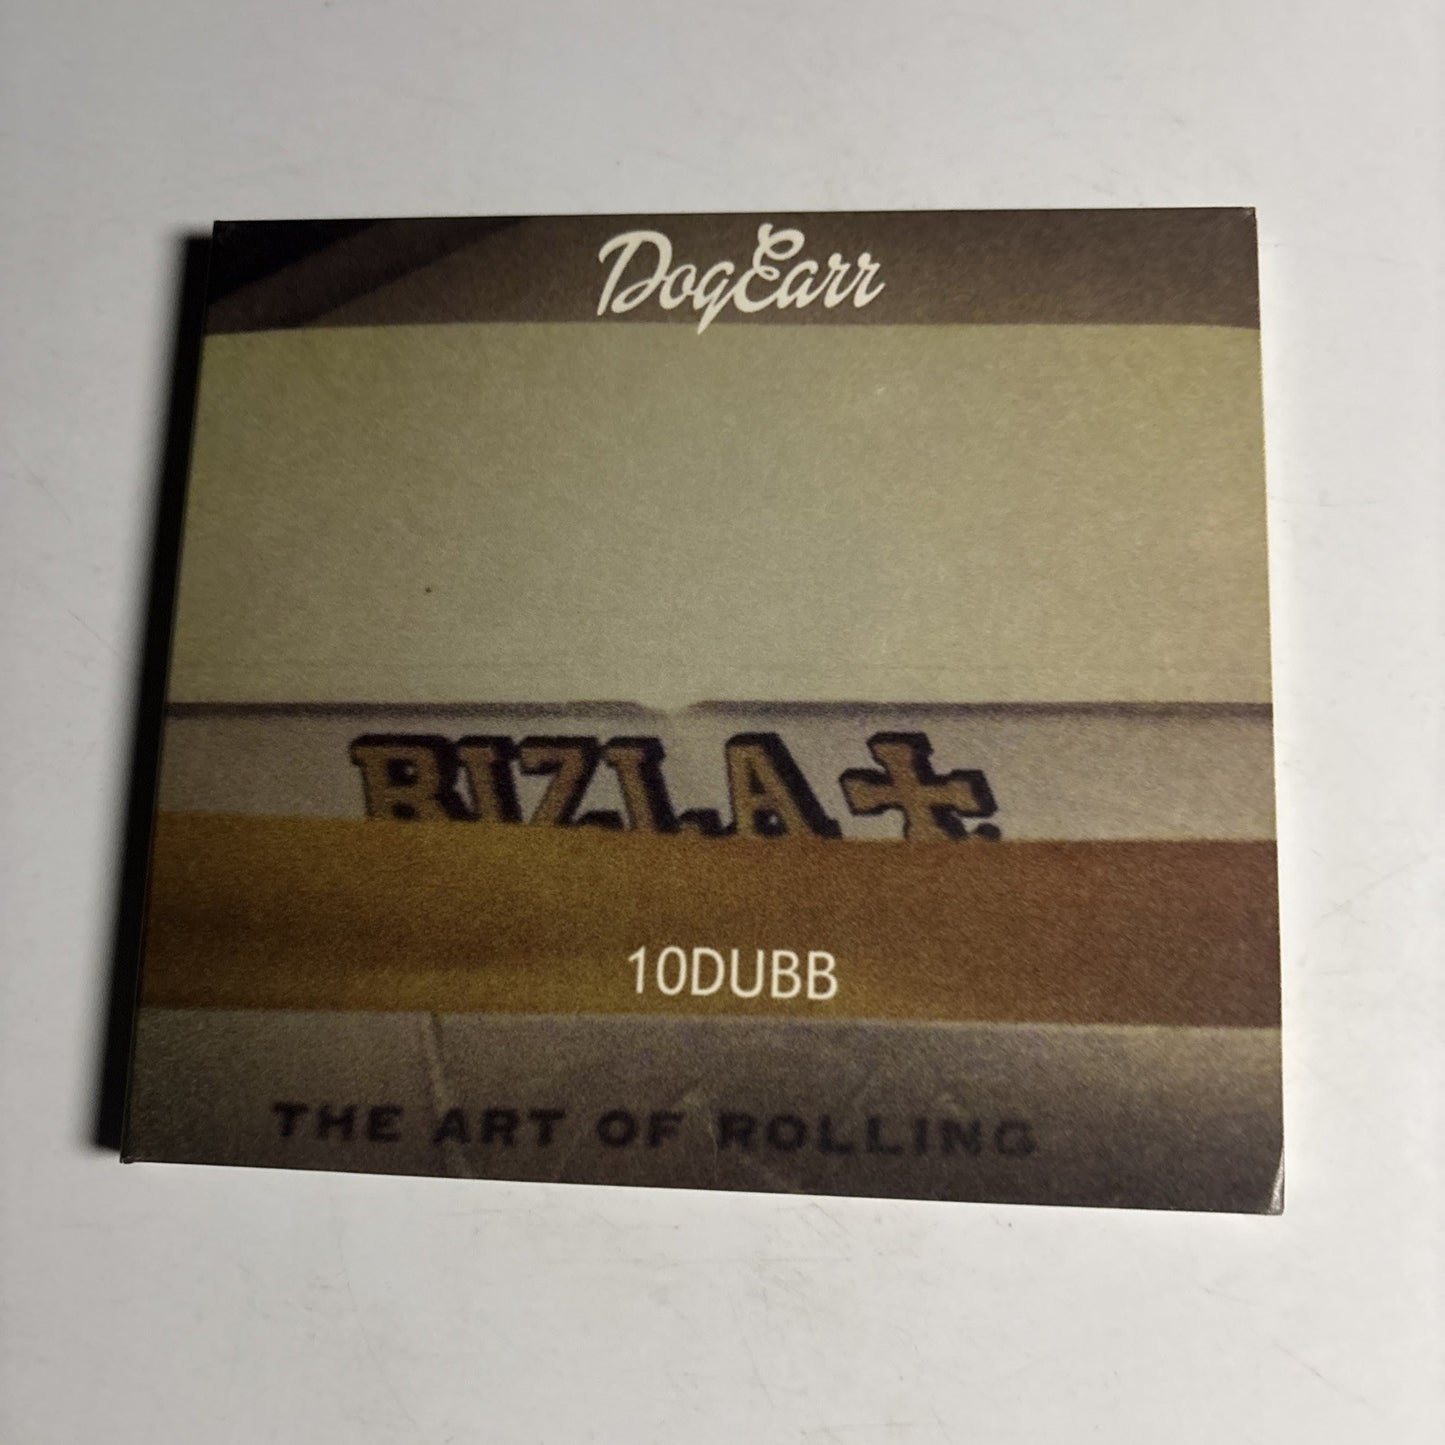 DogEarr
RIZLA+.
10DUBB
THE ART OF ROLLING